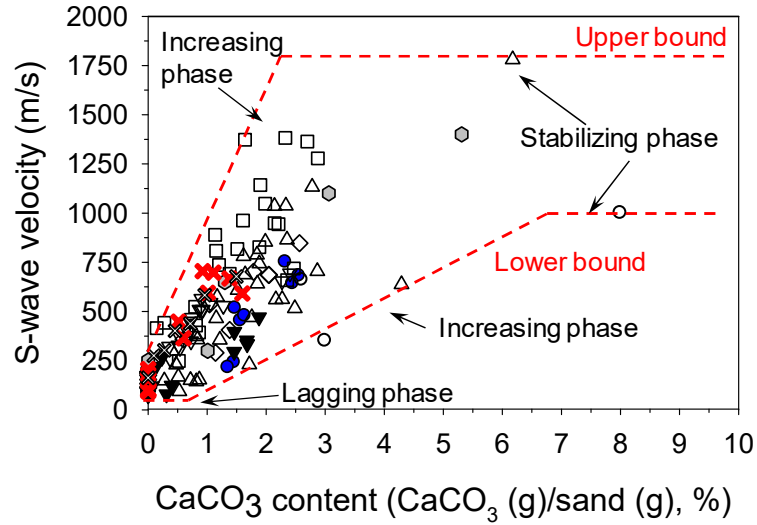 2000
1750
1500
1250
1000
750
500
250
0
S-wave velocity (m/s)
Increasing
phase
Upper bound
Stabilizing phase
Lower bound
Increasing phase
Lagging phase
0 1 2 3 4 5 6 7 8 9 10
CaCO3 content (CaCO₃ (g)/sand (g), %)